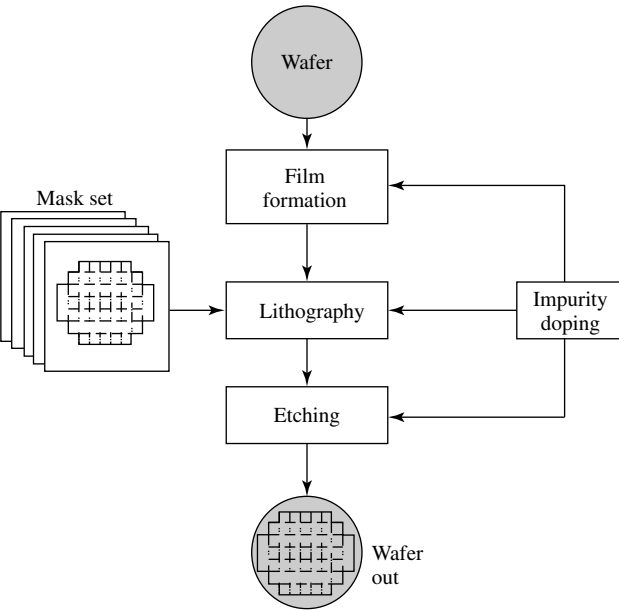 Wafer
Film
formation
Mask set
Lithography
Impurity
doping
Etching
Wafer
out